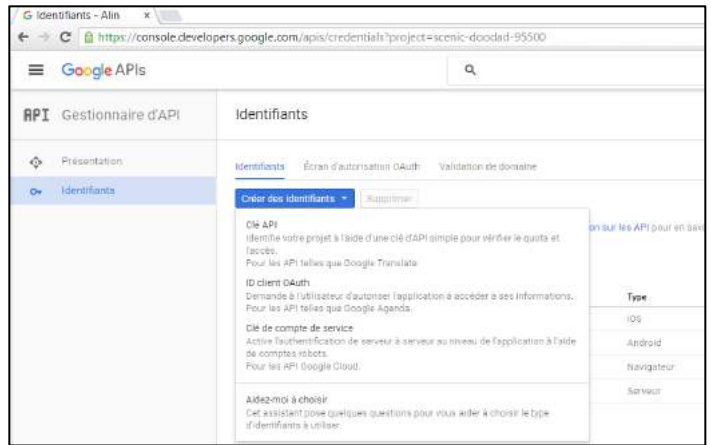 Identifiants - Alin
https://console.developers.google.com/apis/credentials?project=scenic-doodad-95500
Google APIs
API Gestionnaire d'API
Identifiants
Présentation
Identifiants
Identifiants Écran d'autorisation OAuth Validation de domaine
Créer des identifiants Supprimer
Clé API
Identifie votre projet à l'aide d'une clé d'API simple pour vérifier le quota et
l'accès.
Pour les API telles que Google Translate.
on sur les API pour en sav
ID client OAuth
Demande à l'utilisateur d'autoriser l'application à accéder à ses informations.
Pour les API telles que Google Agenda.
Clé de compte de service
Active l'authentification de serveur à serveur au niveau de l'application à l'aide
de comptes robots.
Pour les API Google Cloud.
Aidez-moi à choisir
Cet assistant pose quelques questions pour vous aider à choisir le type
d'identifiants à utiliser.
Type
iOS
Android
Navigateur
Serveur